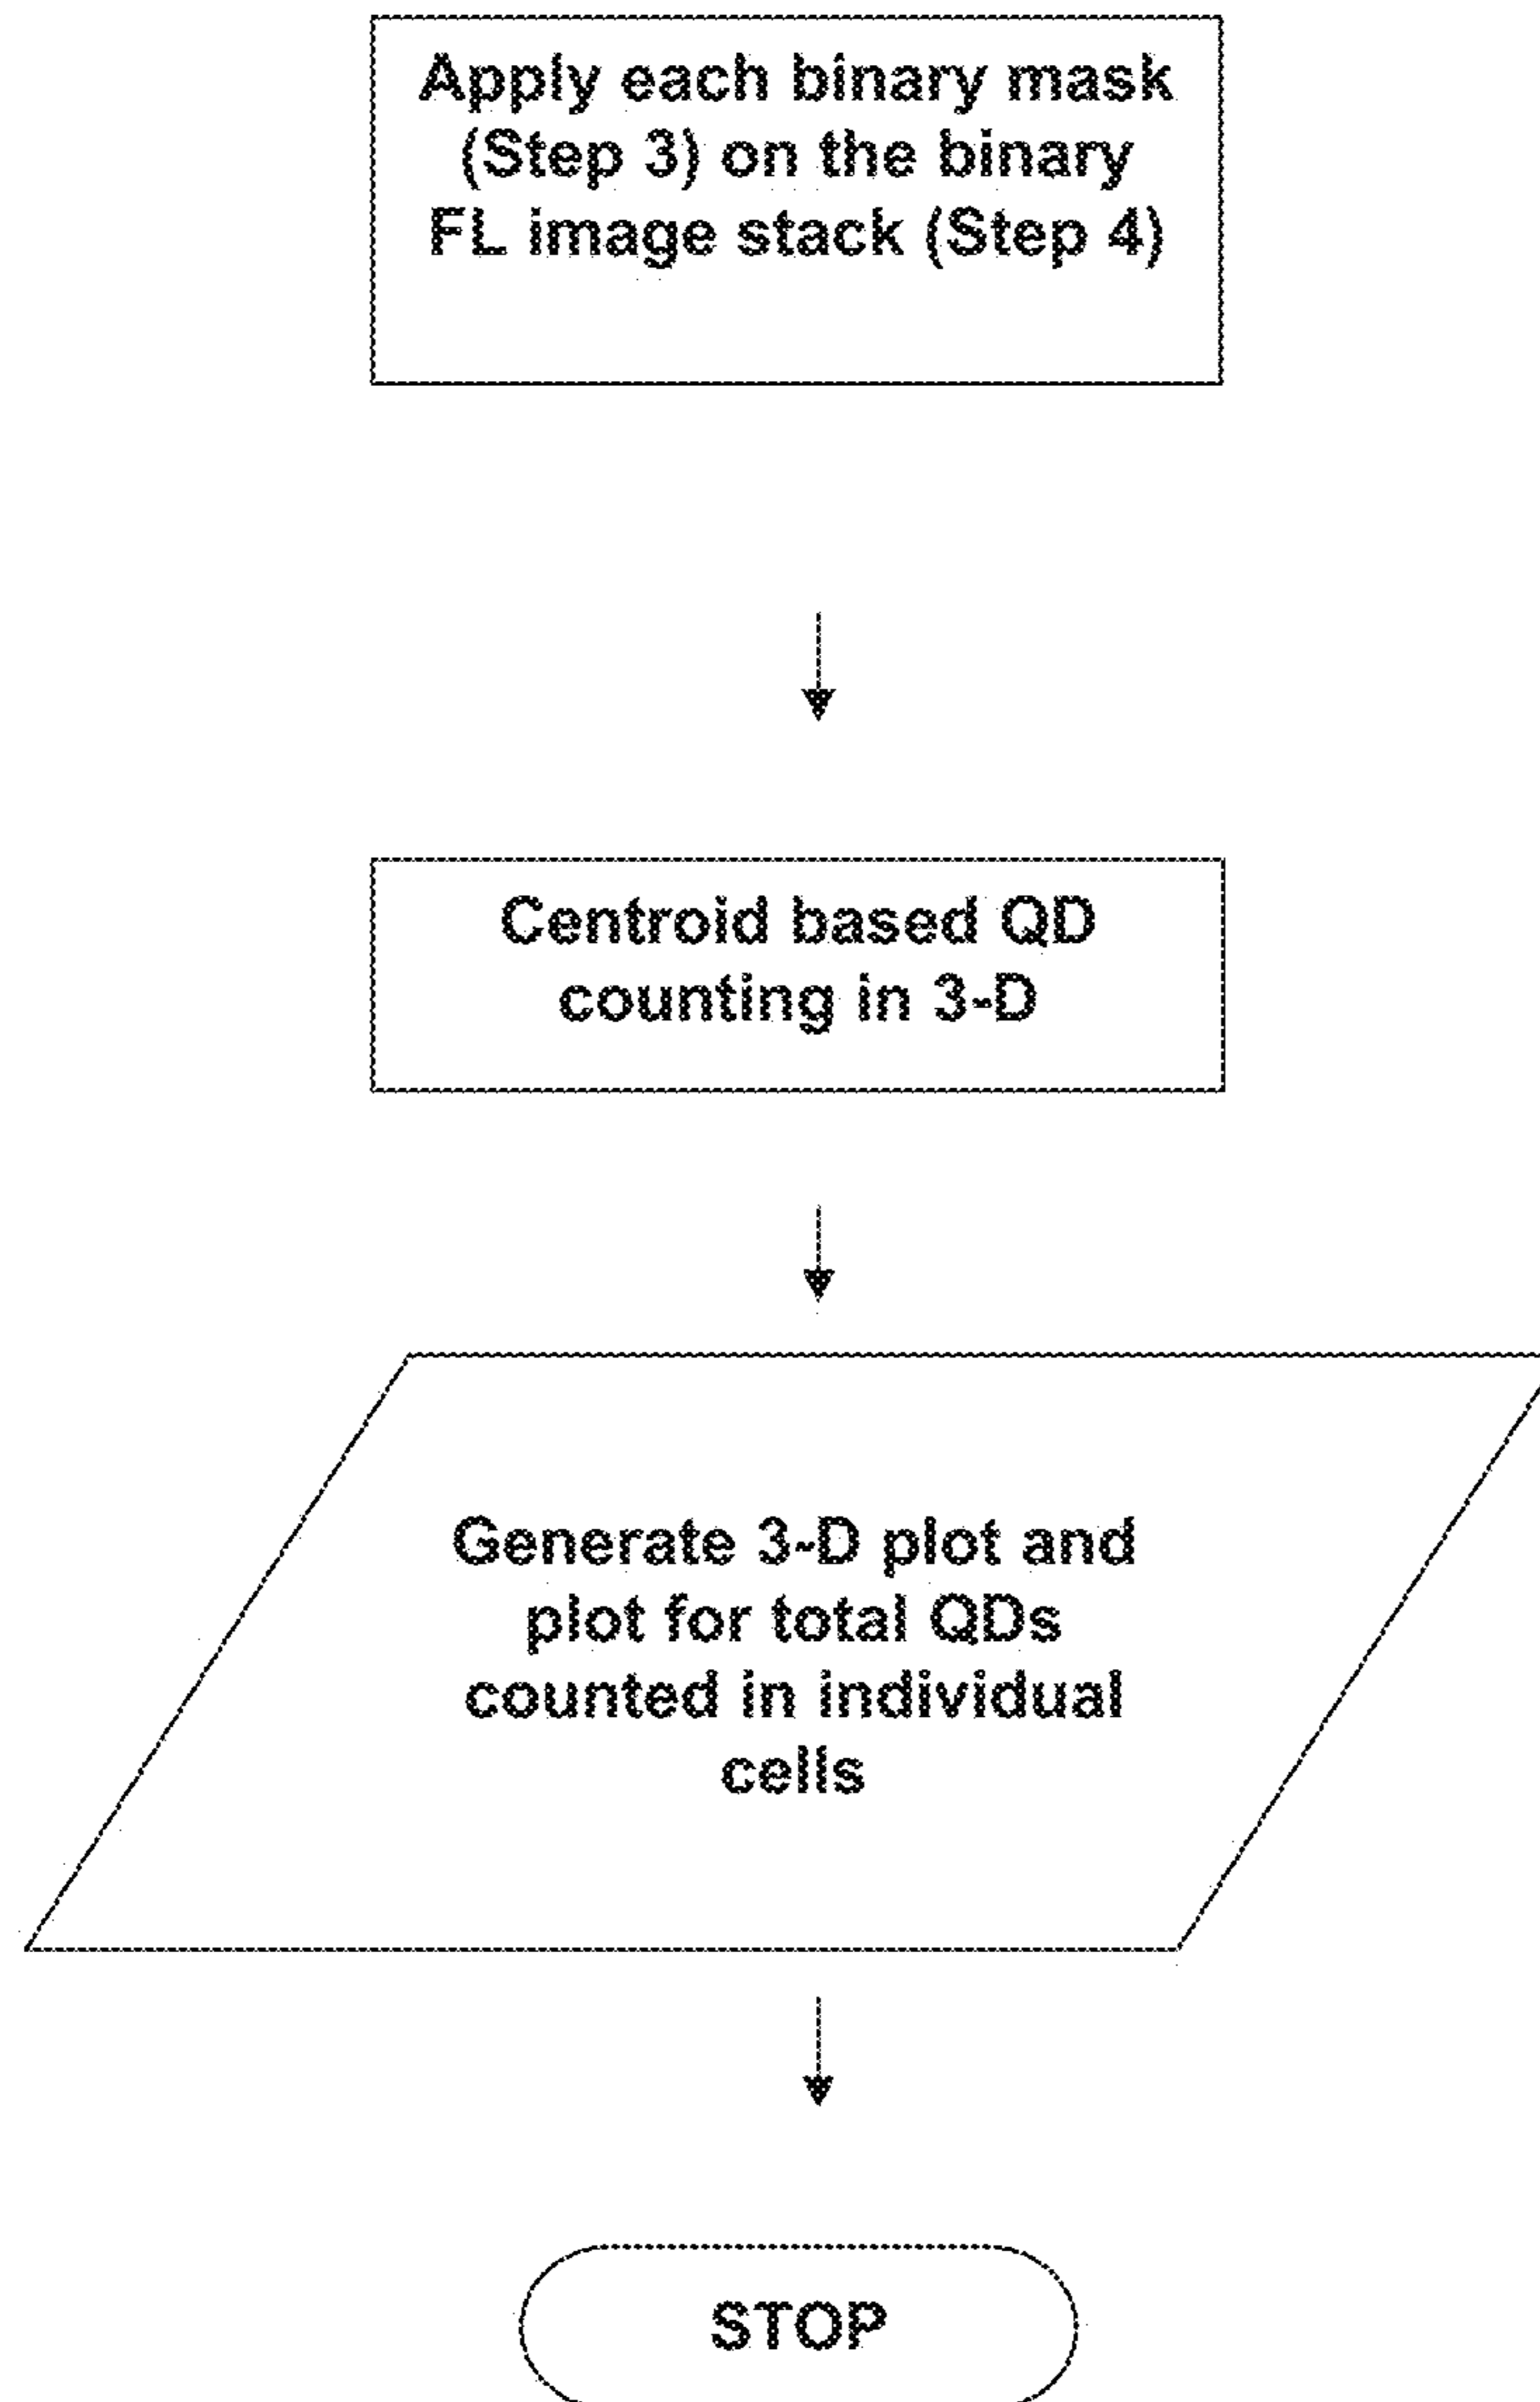 Apply each binary mask
(Step 3) on the binary
FL image stack (Step 4)
Centroid based QD
counting in 3-D
Generate 3-D plot and
plot for total QDs
counted in individual
cells
STOP